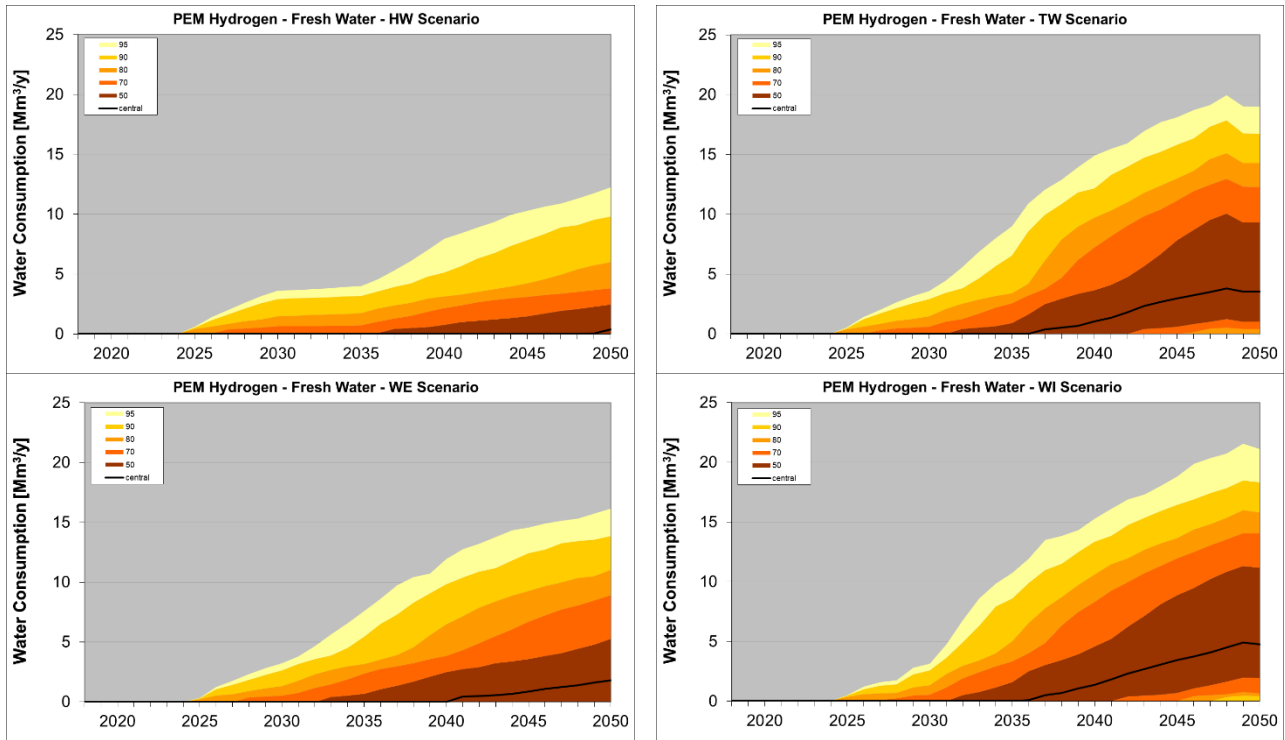 PEM Hydrogen - Fresh Water - HW Scenario
Water Consumption [Mm³/y]
25
20
15
10
5
0
95
90
80
70
50
central
2020 2025 2030 2035 2040 2045 2050
PEM Hydrogen - Fresh Water - TW Scenario
Water Consumption [Mm³/y]
25
20
15
10
5
0
95
90
80
70
50
central
2020 2025 2030 2035 2040 2045 2050
PEM Hydrogen - Fresh Water - WE Scenario
Water Consumption [Mm³/y]
25
20
15
10
5
0
95
90
80
70
50
central
2020 2025 2030 2035 2040 2045 2050
PEM Hydrogen - Fresh Water - WI Scenario
Water Consumption [Mm³/y]
25
20
15
10
5
0
95
90
80
70
50
central
2020 2025 2030 2035 2040 2045 2050